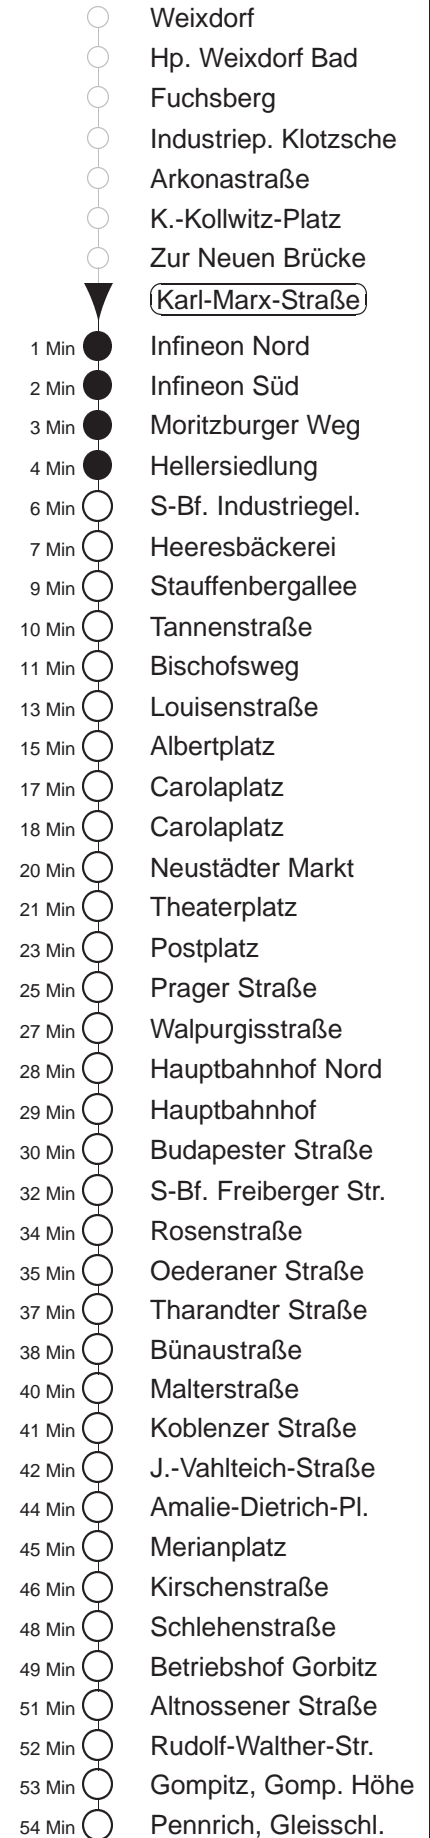 Weixdorf
Hp. Weixdorf Bad
Fuchsberg
Industriep. Klotzsche
Arkonastraße
K.-Kollwitz-Platz
Zur Neuen Brücke
Karl-Marx-Straße
1 Min Infineon Nord
2 Min Infineon Süd
3 Min Moritzburger Weg
4 Min Hellersiedlung
6 Min S-Bf. Industriegel.
7 Min Heeresbäckerei
9 Min Stauffenbergallee
10 Min Tannenstraße
11 Min Bischofsweg
13 Min Louisenstraße
15 Min Albertplatz
17 Min Carolaplatz
18 Min Carolaplatz
20 Min Neustädter Markt
21 Min Theaterplatz
23 Min Postplatz
25 Min Prager Straße
27 Min Walpurgisstraße
28 Min Hauptbahnhof Nord
29 Min Hauptbahnhof
30 Min Budapester Straße
32 Min S-Bf. Freiberger Str.
34 Min Rosenstraße
35 Min Oederaner Straße
37 Min Tharandter Straße
38 Min Bünaustraße
40 Min Malterstraße
41 Min Koblenzer Straße
42 Min J.-Vahlteich-Straße
44 Min Amalie-Dietrich-Pl.
45 Min Merianplatz
46 Min Kirschenstraße
48 Min Schlehenstraße
49 Min Betriebshof Gorbitz
51 Min Altnossener Straße
52 Min Rudolf-Walther-Str.
53 Min Gompitz, Gomp. Höhe
54 Min Pennrich, Gleisschl.